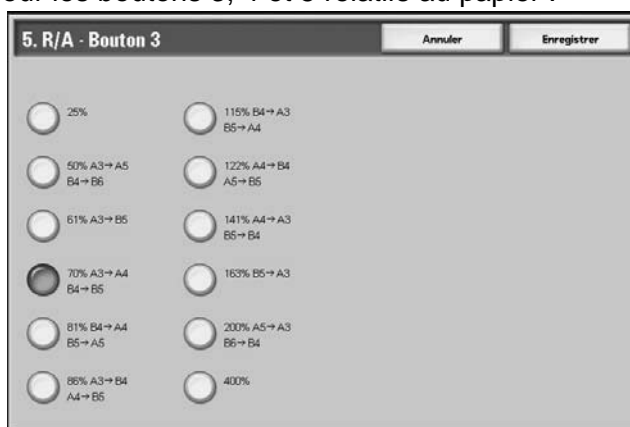 our les boutons 3, 4 et 5 relatifs au papier :
5. R/A - Bouton 3
Annuler
Enregistrer
25%
50% A3→A5
B4→B6
61% A3→B5
70% A3→A4
B4→B5
81% B4→A4
B5→A5
86% A3→B4
A4→B5
115% B4→A3
B5→A4
122% A4→B4
A5→B5
141% A4→A3
B5→B4
163% B5→A3
200% A5→A3
B6→B4
400%